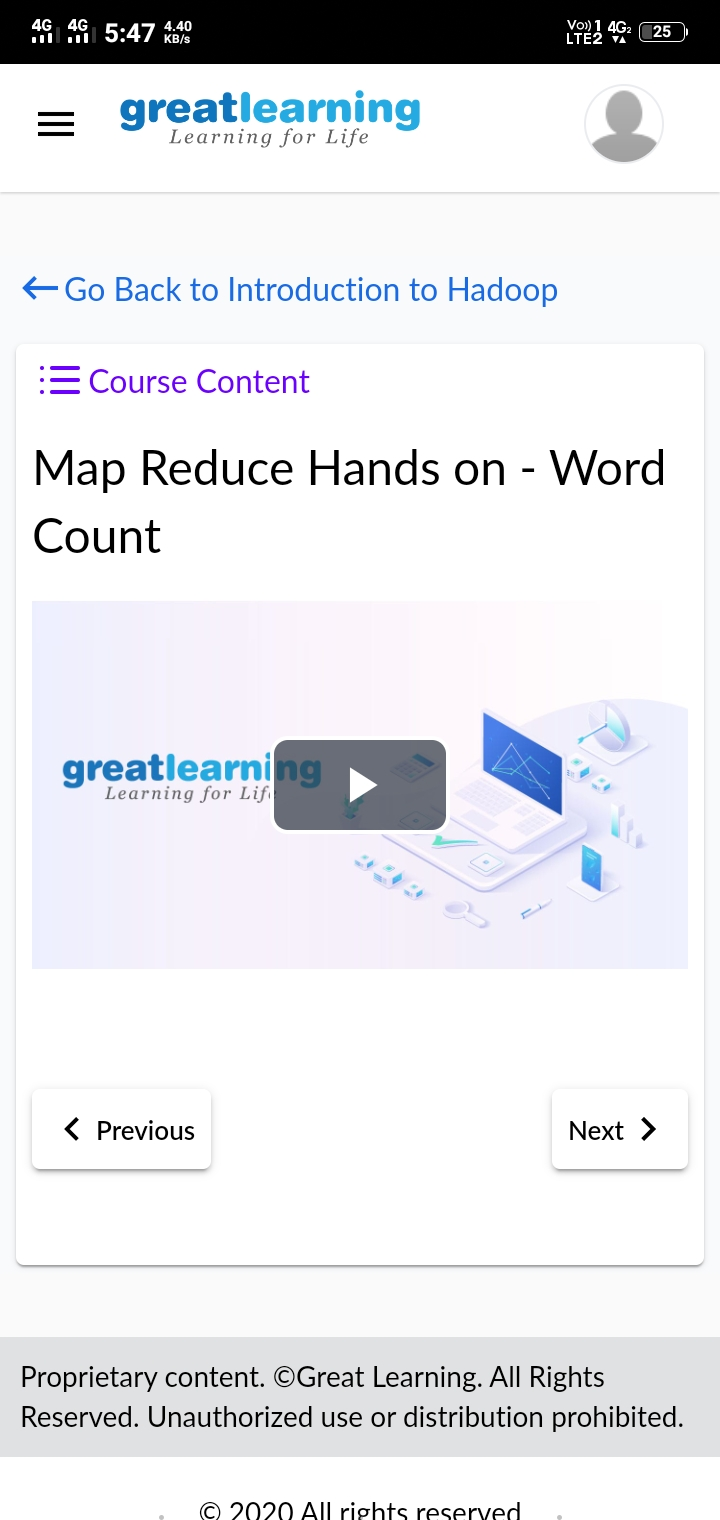 4G 4G 5:47 4.40 KB/s Vo)) 1 LTE2 4G2 25
greatlearning
Learning for Life
Go Back to Introduction to Hadoop
Course Content
Map Reduce Hands on - Word
Count
greatlearning
Learning for Life
Previous
Next
Proprietary content. ©Great Learning. All Rights
Reserved. Unauthorized use or distribution prohibited.
© 2020 All rights reserved